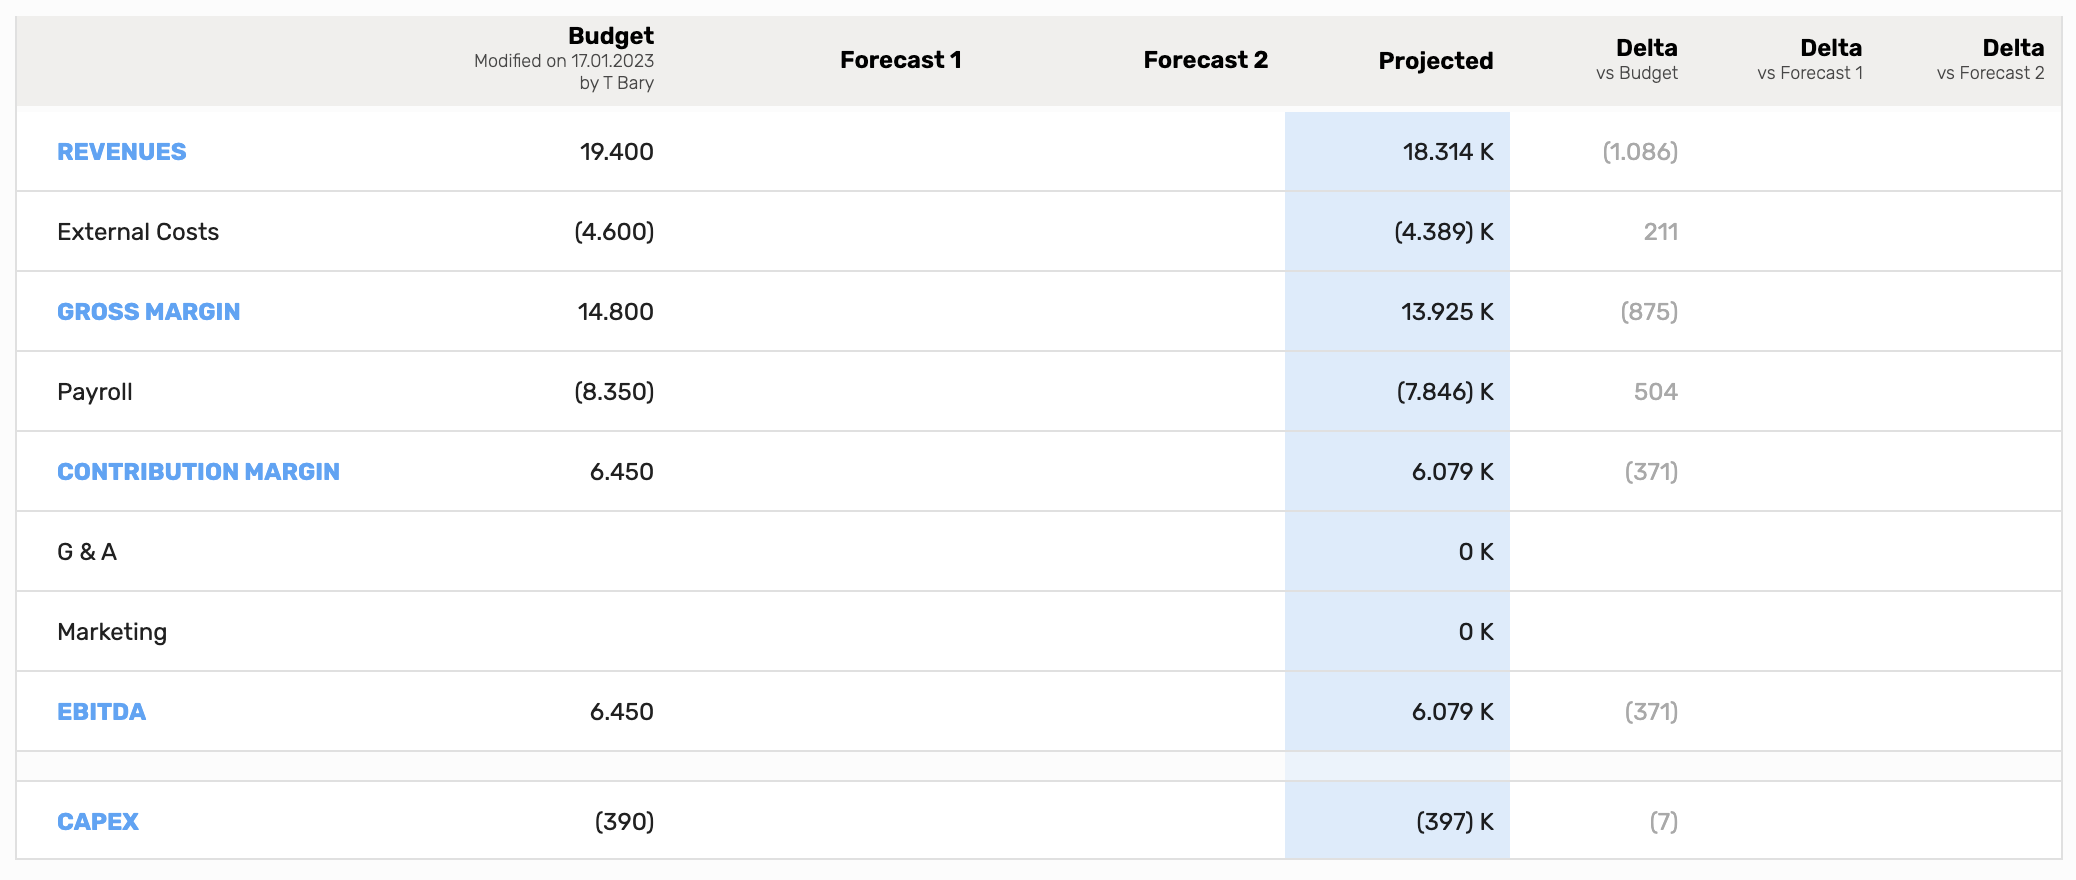 Budget
Modified on 17.01.2023
by T Bary
Forecast 1
Forecast 2
Projected
Delta
vs Budget
Delta
vs Forecast 1
Delta
vs Forecast 2
REVENUES 19.400 18.314 K (1.086)
External Costs (4.600) (4.389) K 211
GROSS MARGIN 14.800 13.925 K (875)
Payroll (8.350) (7.846) K 504
CONTRIBUTION MARGIN 6.450 6.079 K (371)
G & A 0 K
Marketing 0 K
EBITDA 6.450 6.079 K (371)
CAPEX (390) (397) K (7)